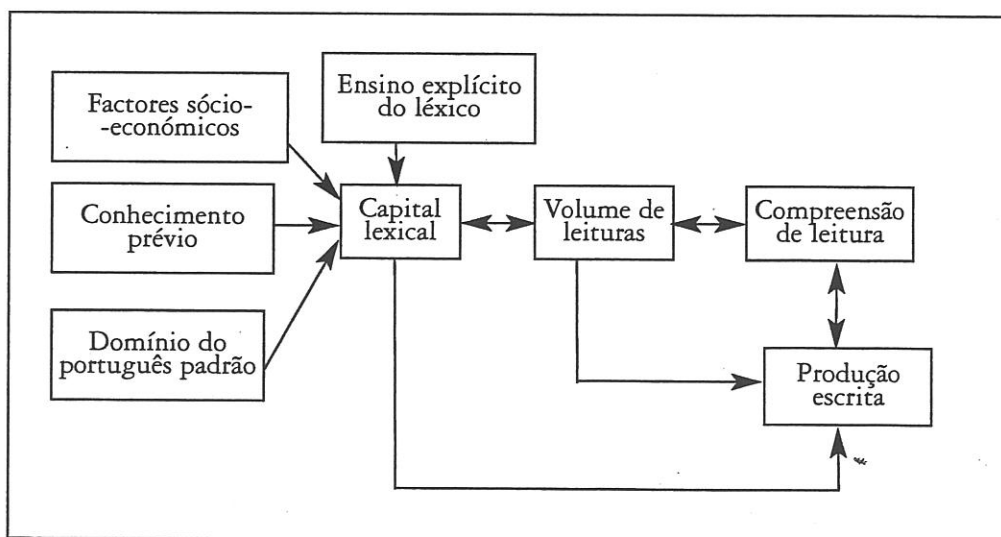 Factores sócio-
-económicos
Ensino explícito
do léxico
Conhecimento
prévio
Capital
lexical
Volume de
leituras
Compreensão
de leitura
Domínio do
português padrão
Produção
escrita